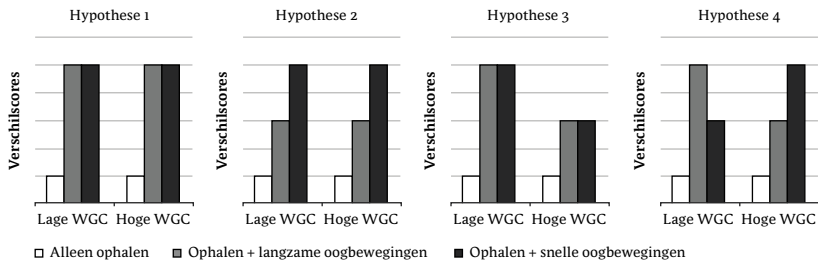 Hypothese 1 Hypothese 2 Hypothese 3 Hypothese 4
Verschilscores Verschilscores Verschilscores Verschilscores
Lage WGC Hoge WGC Lage WGC Hoge WGC Lage WGC Hoge WGC Lage WGC Hoge WGC
Alleen ophalen Ophalen + langzame oogbewegingen Ophalen + snelle oogbewegingen